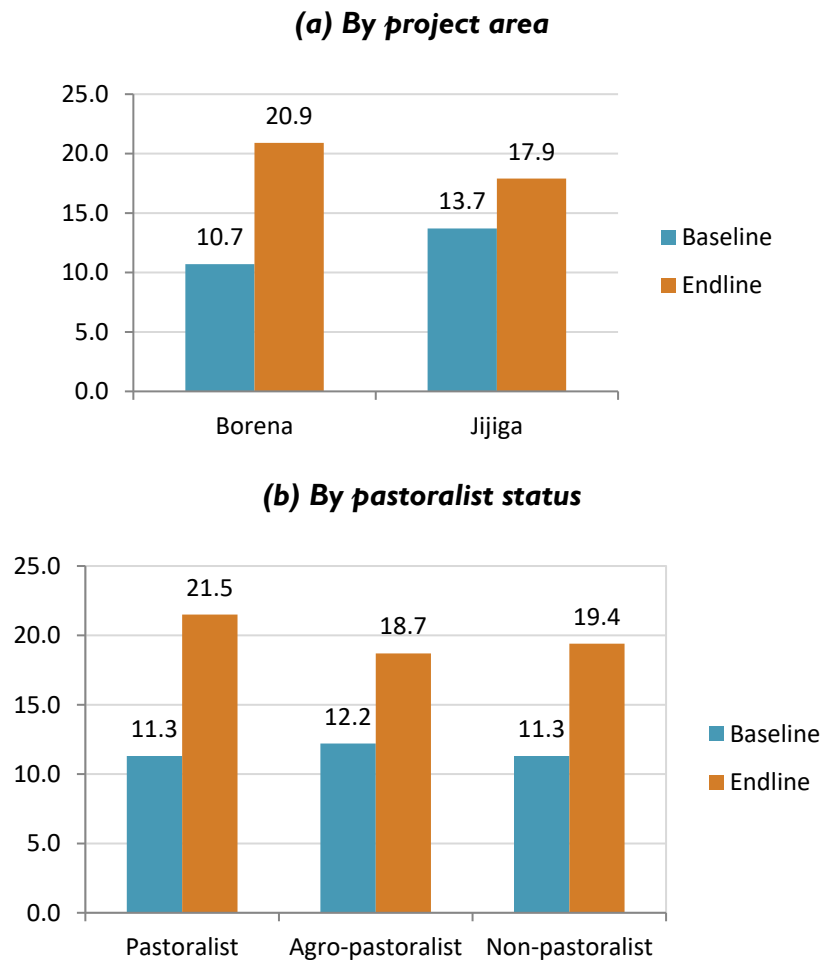 (a) By project area
25.0
20.0
15.0
10.0
5.0
0.0
20.9
17.9
13.7
10.7
Baseline
Endline
Borena Jijiga
(b) By pastoralist status
25.0
20.0
15.0
10.0
5.0
0.0
21.5
18.7
19.4
11.3
12.2
11.3
Baseline
Endline
Pastoralist Agro-pastoralist Non-pastoralist